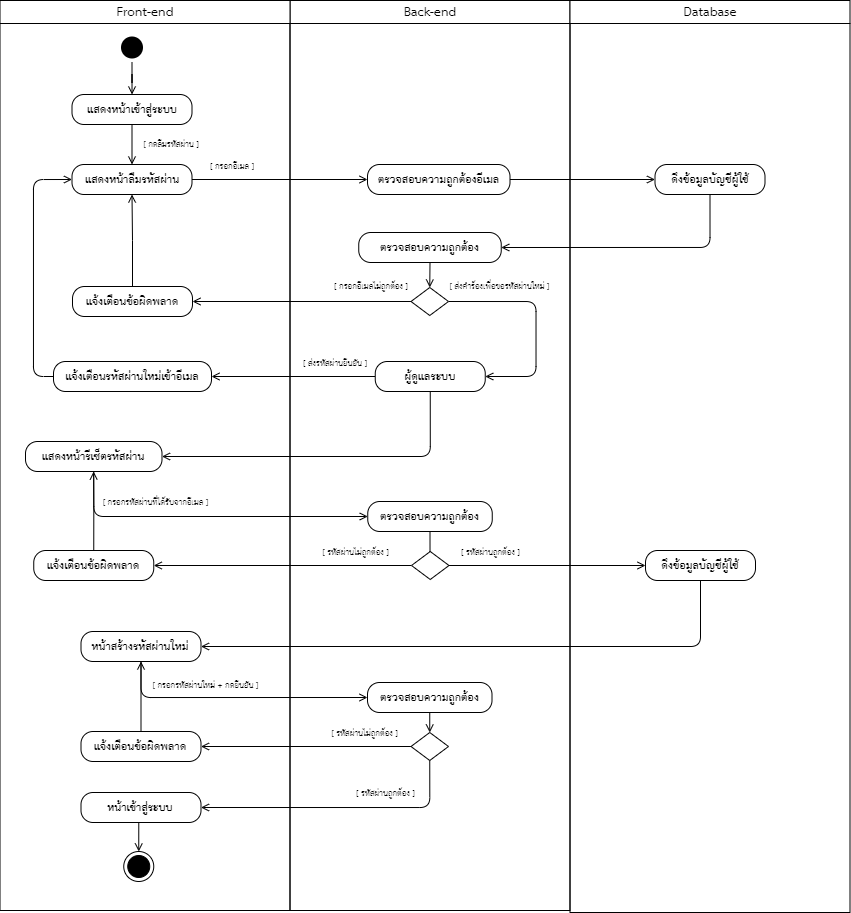 Front-end
Back-end
Database
แสดงหน้าเข้าสู่ระบบ
[ กดลืมรหัสผ่าน ]
แสดงหน้าลืมรหัสผ่าน
[ กรอกอีเมล ]
ตรวจสอบความถูกต้องอีเมล
ดึงข้อมูลบัญชีผู้ใช้
ตรวจสอบความถูกต้อง
[ กรอกอีเมลไม่ถูกต้อง ]
[ ส่งคำร้องเพื่อขอรหัสผ่านใหม่ ]
แจ้งเตือนข้อผิดพลาด
[ ส่งรหัสผ่านยืนยัน ]
แจ้งเตือนรหัสผ่านใหม่เข้าอีเมล
ผู้ดูแลระบบ
แสดงหน้ารีเซ็ตรหัสผ่าน
[ กรอกรหัสผ่านที่ได้รับจากอีเมล ]
ตรวจสอบความถูกต้อง
[ รหัสผ่านไม่ถูกต้อง ]
[ รหัสผ่านถูกต้อง ]
แจ้งเตือนข้อผิดพลาด
ดึงข้อมูลบัญชีผู้ใช้
หน้าสร้างรหัสผ่านใหม่
[ กรอกรหัสผ่านใหม่ + กดยืนยัน ]
ตรวจสอบความถูกต้อง
[ รหัสผ่านไม่ถูกต้อง ]
แจ้งเตือนข้อผิดพลาด
[ รหัสผ่านถูกต้อง ]
หน้าเข้าสู่ระบบ